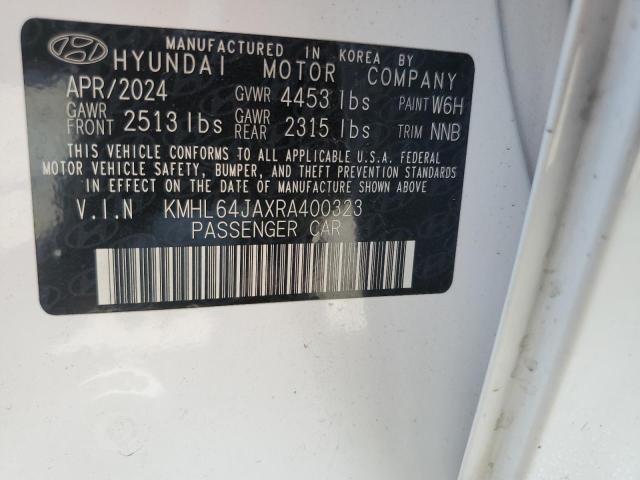 MANUFACTURED IN KOREA BY
HYUNDAI MOTOR COMPANY
APR/2024 GVWR 4453 lbs PAINT W6H
GAWR FRONT 2513 lbs GAWR REAR 2315 lbs TRIM NNB
THIS VEHICLE CONFORMS TO ALL APPLICABLE U.S.A. FEDERAL
MOTOR VEHICLE SAFETY, BUMPER, AND THEFT PREVENTION STANDARDS
IN EFFECT ON THE DATE OF MANUFACTURE SHOWN ABOVE.
V.I.N KMHL64JAXRA400323
PASSENGER CAR